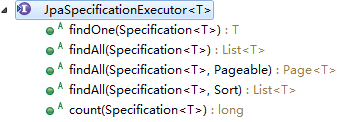 JpaSpecificationExecutor<T>
findOne(Specification<T>) : T
findAll(Specification<T>) : List<T>
findAll(Specification<T>, Pageable) : Page<T>
findAll(Specification<T>, Sort) : List<T>
count(Specification<T>) : long